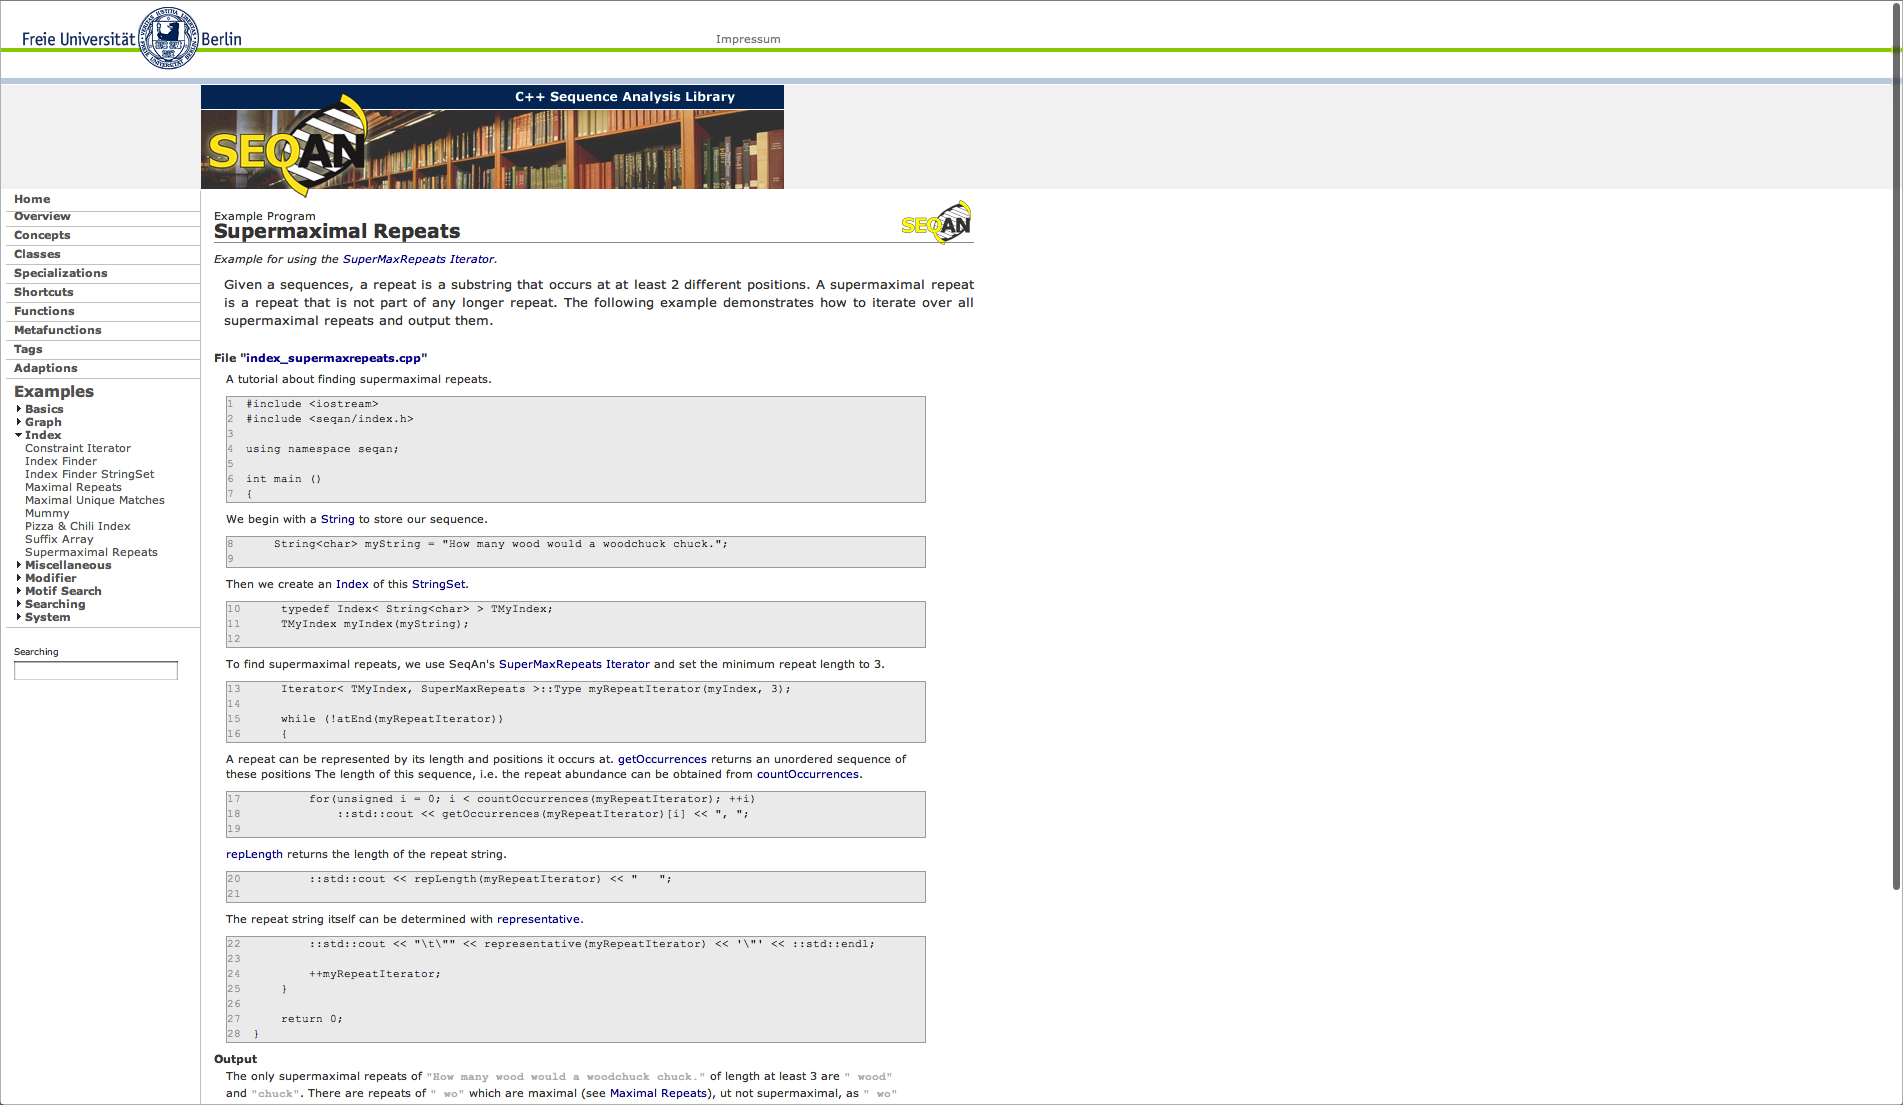 Freie Universität Berlin
Impressum
C++ Sequence Analysis Library
SEQAN
Home
Overview
Concepts
Classes
Specializations
Shortcuts
Functions
Metafunctions
Tags
Adaptions
Examples
Basics
Graph
Index
Constraint Iterator
Index Finder
Index Finder StringSet
Maximal Repeats
Maximal Unique Matches
Mummy
Pizza & Chili Index
Suffix Array
Supermaximal Repeats
Miscellaneous
Modifier
Motif Search
Searching
System
Searching
Example Program
Supermaximal Repeats
SEQAN
Example for using the SuperMaxRepeats Iterator.
Given a sequences, a repeat is a substring that occurs at at least 2 different positions. A supermaximal repeat
is a repeat that is not part of any longer repeat. The following example demonstrates how to iterate over all
supermaximal repeats and output them.
File "index_supermaxrepeats.cpp"
A tutorial about finding supermaximal repeats.
1 #include <iostream>
2 #include <seqan/index.h>
3
4 using namespace seqan;
5
6 int main ()
7 {
We begin with a String to store our sequence.
8 String<char> myString = "How many wood would a woodchuck chuck.";
9
Then we create an Index of this StringSet.
10 typedef Index< String<char> > TMyIndex;
11 TMyIndex myIndex(myString);
12
To find supermaximal repeats, we use SeqAn's SuperMaxRepeats Iterator and set the minimum repeat length to 3.
13 Iterator< TMyIndex, SuperMaxRepeats >::Type myRepeatIterator(myIndex, 3);
14
15 while (!atEnd(myRepeatIterator))
16 {
A repeat can be represented by its length and positions it occurs at. getOccurrences returns an unordered sequence of
these positions The length of this sequence, i.e. the repeat abundance can be obtained from countOccurrences.
17 for(unsigned i = 0; i < countOccurrences(myRepeatIterator); ++i)
18 ::std::cout << getOccurrences(myRepeatIterator)[i] << ", ";
19
repLength returns the length of the repeat string.
20 ::std::cout << repLength(myRepeatIterator) << "   ";
21
The repeat string itself can be determined with representative.
22 ::std::cout << "\t\"" << representative(myRepeatIterator) << '\"' << ::std::endl;
23
24 ++myRepeatIterator;
25 }
26
27 return 0;
28 }
Output
The only supermaximal repeats of "How many wood would a woodchuck chuck." of length at least 3 are " wood"
and "chuck". There are repeats of " wo" which are maximal (see Maximal Repeats), ut not supermaximal, as " wo"